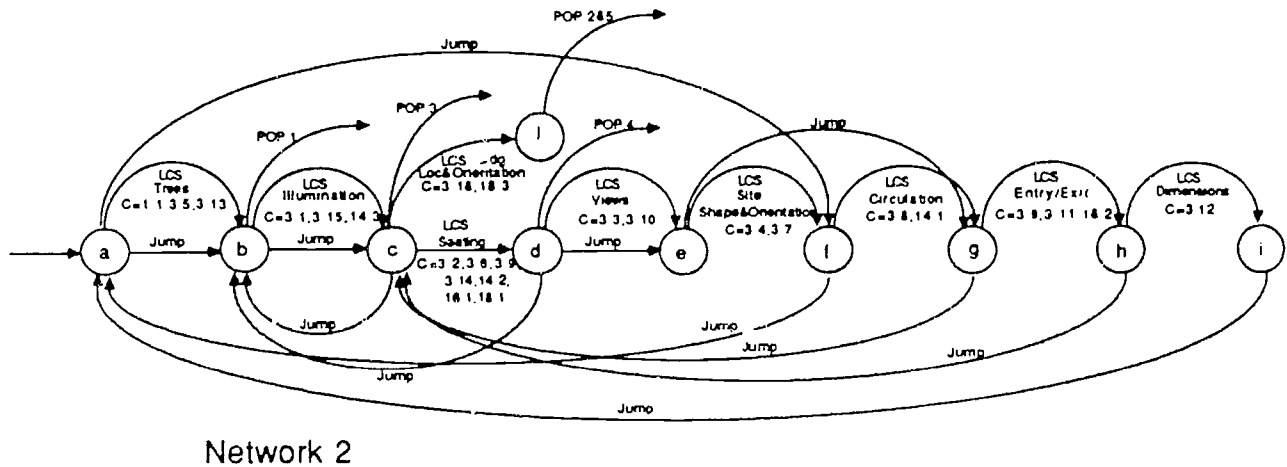 POP 2&5
Jump
POP 3
POP 1
POP 4
Jump
j
LCS
Trees
C=1 1 3 5,3 13
LCS
Illumination
C=3 1,3 15,14 3
LCS
Loc&Orientation
C=3 16,18 3
LCS
Seating
C=3 2,3 6,3 9
3 14,14 2,
16 1,18 1
LCS
Views
C=3 3,3 10
LCS
Site
Shape&Orientation
C=3 4,3 7
LCS
Circulation
C=3 8,14 1
LCS
Entry/Exit
C=3 9,3 11 18 2
LCS
Dimensions
C=3 12
a
Jump
b
Jump
c
d
Jump
e
f
g
h
i
Jump
Jump
Jump
Jump
Jump
Jump
Network 2